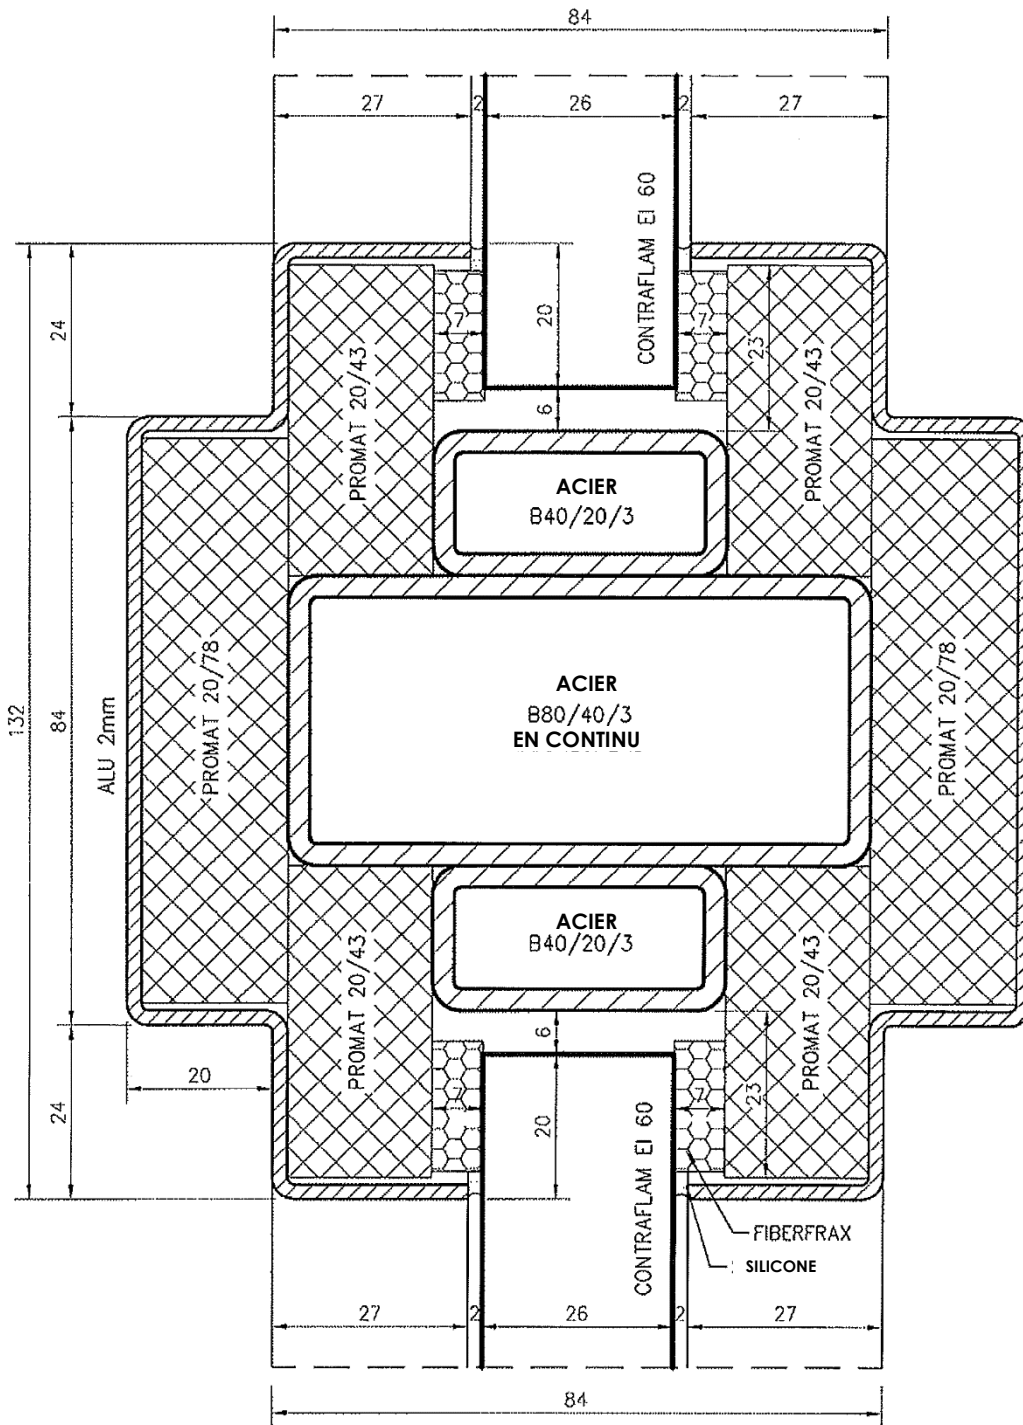 84
27
2
26
2
27
CONTRAFLAM EI 60
24
20
7
7
23
6
PROMAT 20/43
PROMAT 20/43
ACIER
B40/20/3
132
84
ALU 2mm
PROMAT 20/78
ACIER
B80/40/3
EN CONTINU
PROMAT 20/78
ACIER
B40/20/3
PROMAT 20/43
PROMAT 20/43
6
20
24
7
20
7
23
CONTRAFLAM EI 60
FIBERFRAX
SILICONE
27
2
26
2
27
84